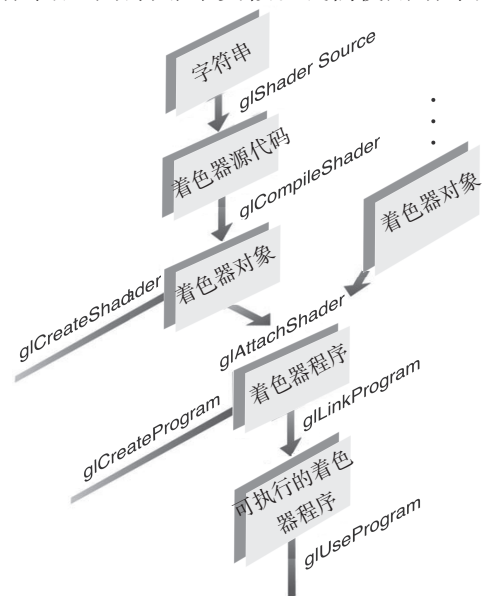 字符串
glShader Source
着色器源代码
glCompileShader
着色器对象
着色器对象
glCreateShader
glAttachShader
着色器程序
glCreateProgram
glLinkProgram
可执行的着色
器程序
glUseProgram